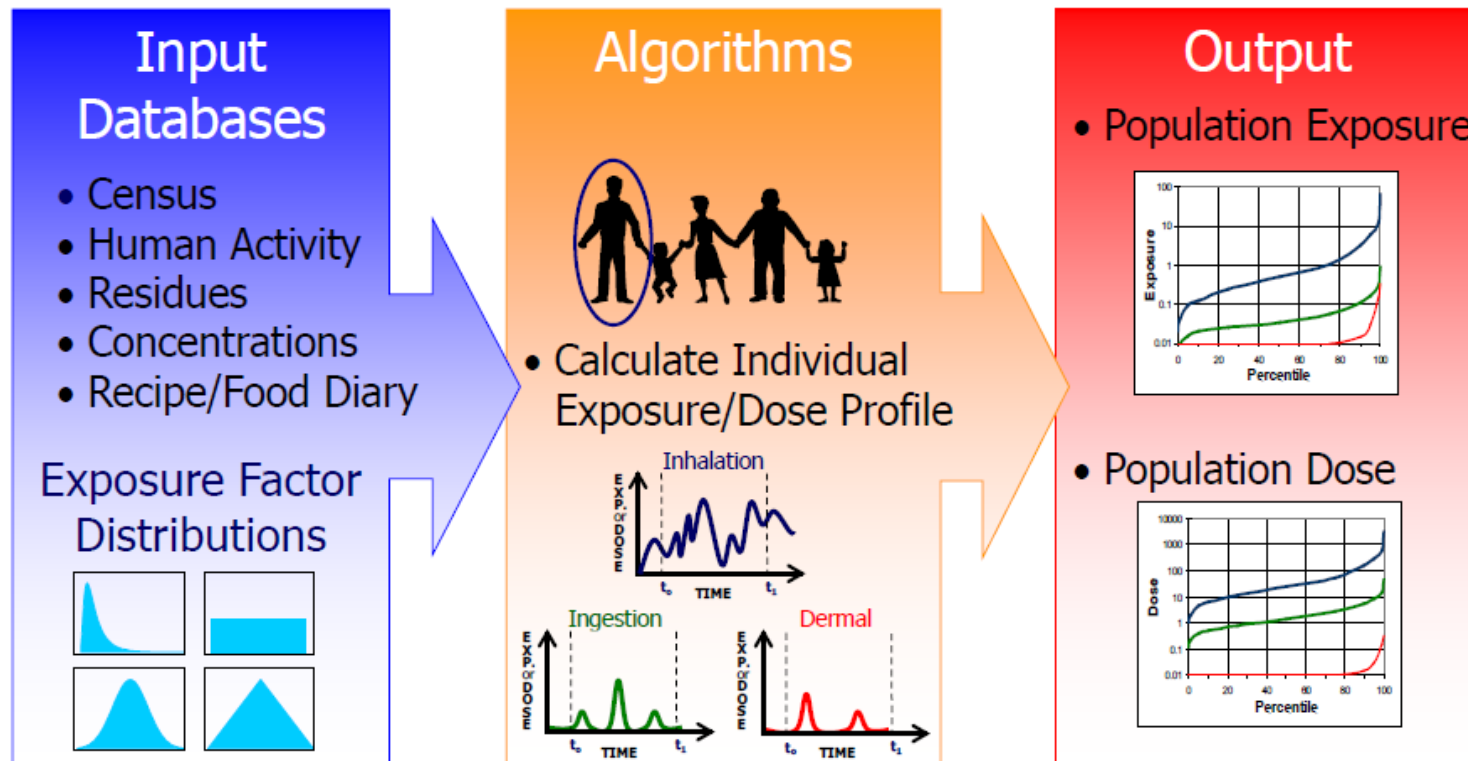 Input
Databases
• Census
• Human Activity
• Residues
• Concentrations
• Recipe/Food Diary
Exposure Factor
Distributions
Algorithms
• Calculate Individual
Exposure/Dose Profile
Inhalation
EXP. or DOSE
t₀ TIME t₁
Ingestion
EXP. or DOSE
t₀ TIME t₁
Dermal
EXP. or DOSE
t₀ TIME t₁
Output
• Population Exposure
Exposure
100
10
1
0.1
0.01
0 20 40 60 80 100
Percentile
• Population Dose
Dose
10000
1000
100
10
1
0.1
0.01
0 20 40 60 80 100
Percentile